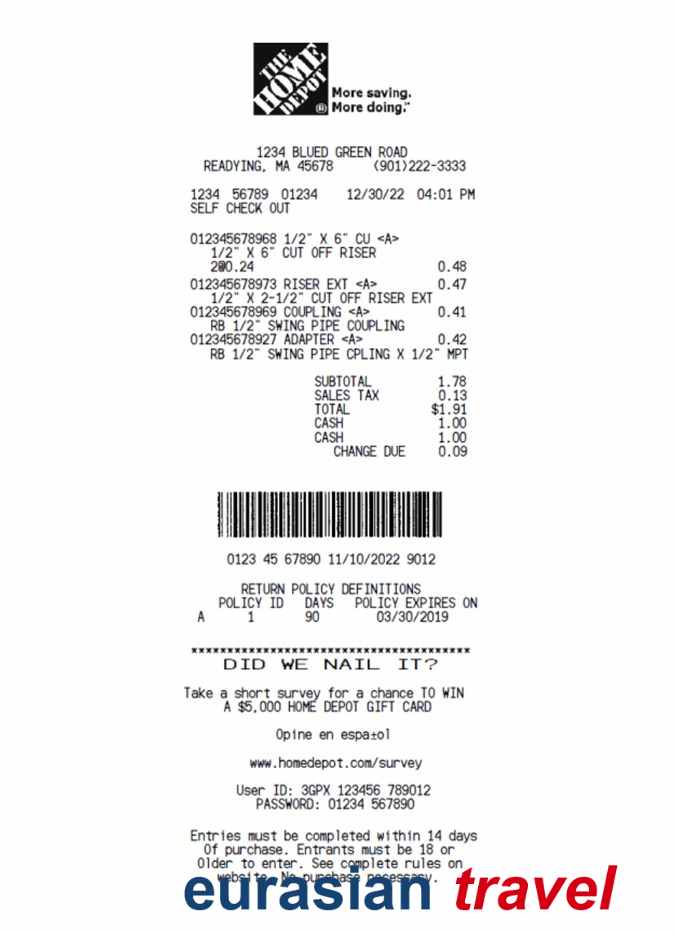 THE
HOME
DEPOT
®
More saving.
More doing.™
1234 BLUED GREEN ROAD
READYING, MA 45678 (901)222-3333
1234 56789 01234 12/30/22 04:01 PM
SELF CHECK OUT
012345678968 1/2" X 6" CU <A>
1/2" X 6" CUT OFF RISER
2@0.24 0.48
012345678973 RISER EXT <A> 0.47
1/2" X 2-1/2" CUT OFF RISER EXT
012345678969 COUPLING <A> 0.41
RB 1/2" SWING PIPE COUPLING
012345678927 ADAPTER <A> 0.42
RB 1/2" SWING PIPE CPLING X 1/2" MPT
SUBTOTAL 1.78
SALES TAX 0.13
TOTAL $1.91
CASH 1.00
CASH 1.00
CHANGE DUE 0.09
0123 45 67890 11/10/2022 9012
RETURN POLICY DEFINITIONS
POLICY ID DAYS POLICY EXPIRES ON
A 1 90 03/30/2019
***************************************
DID WE NAIL IT?
Take a short survey for a chance TO WIN
A $5,000 HOME DEPOT GIFT CARD
Opine en espa±ol
www.homedepot.com/survey
User ID: 3GPX 123456 789012
PASSWORD: 01234 567890
Entries must be completed within 14 days
Of purchase. Entrants must be 18 or
Older to enter. See complete rules on
website. No purchase necessary.
eurasian travel